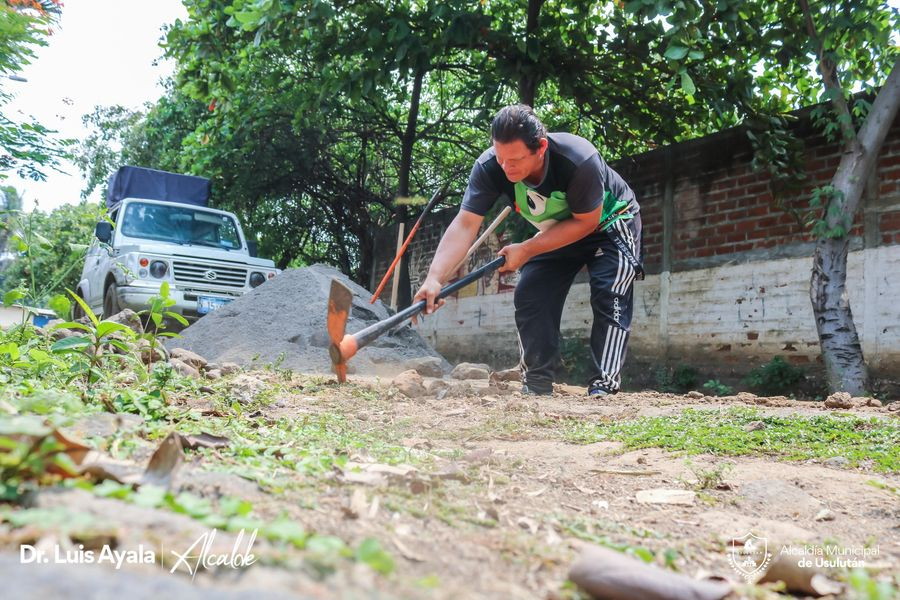 adidas
Dr. Luis Ayala | Alcalde
Alcaldía Municipal
de Usulután